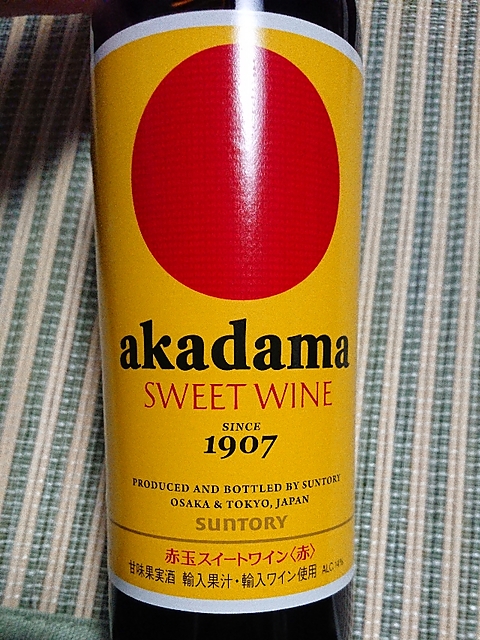 akadama
SWEET WINE
SINCE
1907
PRODUCED AND BOTTLED BY SUNTORY
OSAKA & TOKYO, JAPAN
SUNTORY
赤玉スイートワイン〈赤〉
甘味果実酒 輸入果汁・輸入ワイン使用 ALC.14%